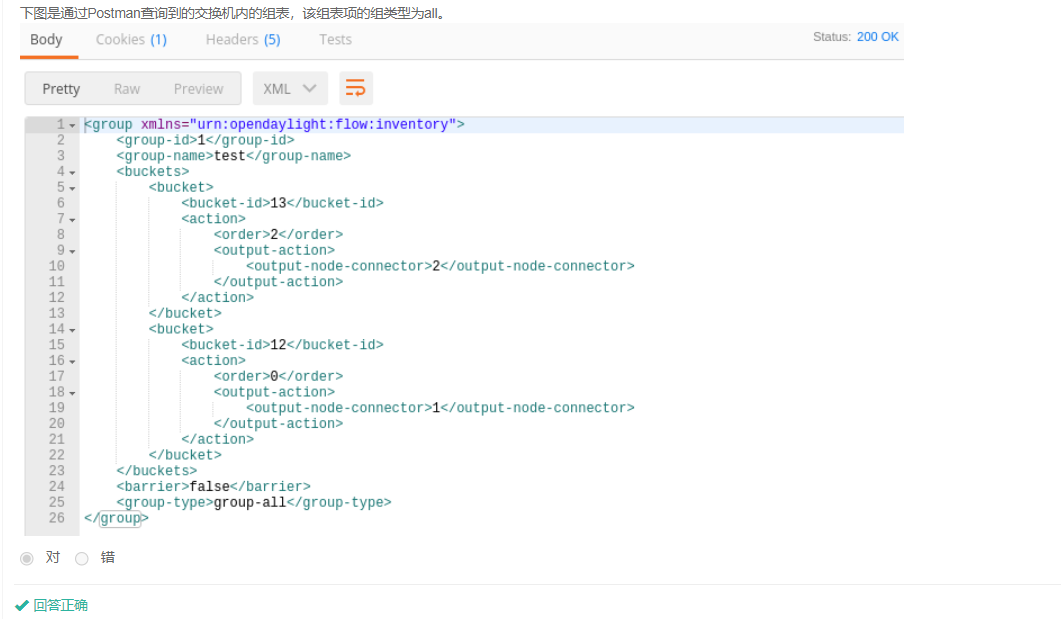 下图是通过Postman查询到的交换机内的组表，该组表项的组类型为all。
Body Cookies (1) Headers (5) Tests Status: 200 OK
Pretty Raw Preview XML
1 <group xmlns="urn:opendaylight:flow:inventory">
2 <group-id>1</group-id>
3 <group-name>test</group-name>
4 <buckets>
5 <bucket>
6 <bucket-id>13</bucket-id>
7 <action>
8 <order>2</order>
9 <output-action>
10 <output-node-connector>2</output-node-connector>
11 </output-action>
12 </action>
13 </bucket>
14 <bucket>
15 <bucket-id>12</bucket-id>
16 <action>
17 <order>0</order>
18 <output-action>
19 <output-node-connector>1</output-node-connector>
20 </output-action>
21 </action>
22 </bucket>
23 </buckets>
24 <barrier>false</barrier>
25 <group-type>group-all</group-type>
26 </group>
对 错
回答正确